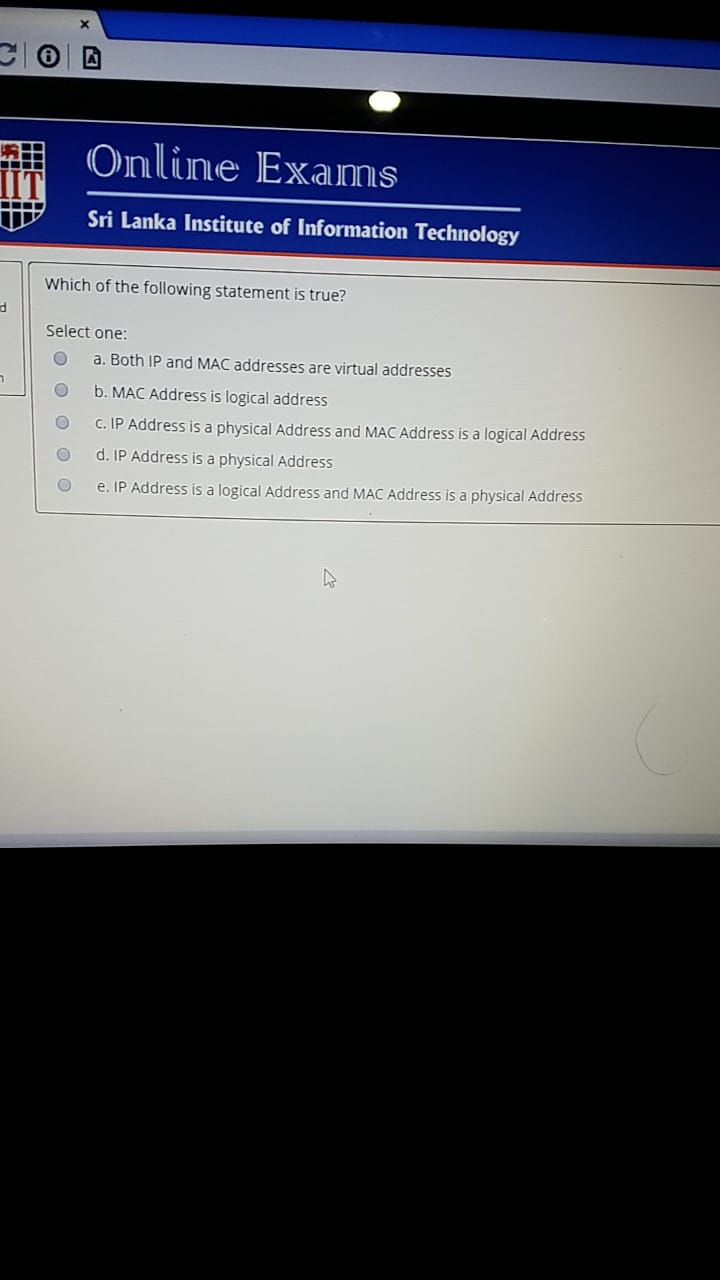 Online Exams
IIT
Sri Lanka Institute of Information Technology
d
Which of the following statement is true?
Select one:
a. Both IP and MAC addresses are virtual addresses
b. MAC Address is logical address
c. IP Address is a physical Address and MAC Address is a logical Address
d. IP Address is a physical Address
e. IP Address is a logical Address and MAC Address is a physical Address